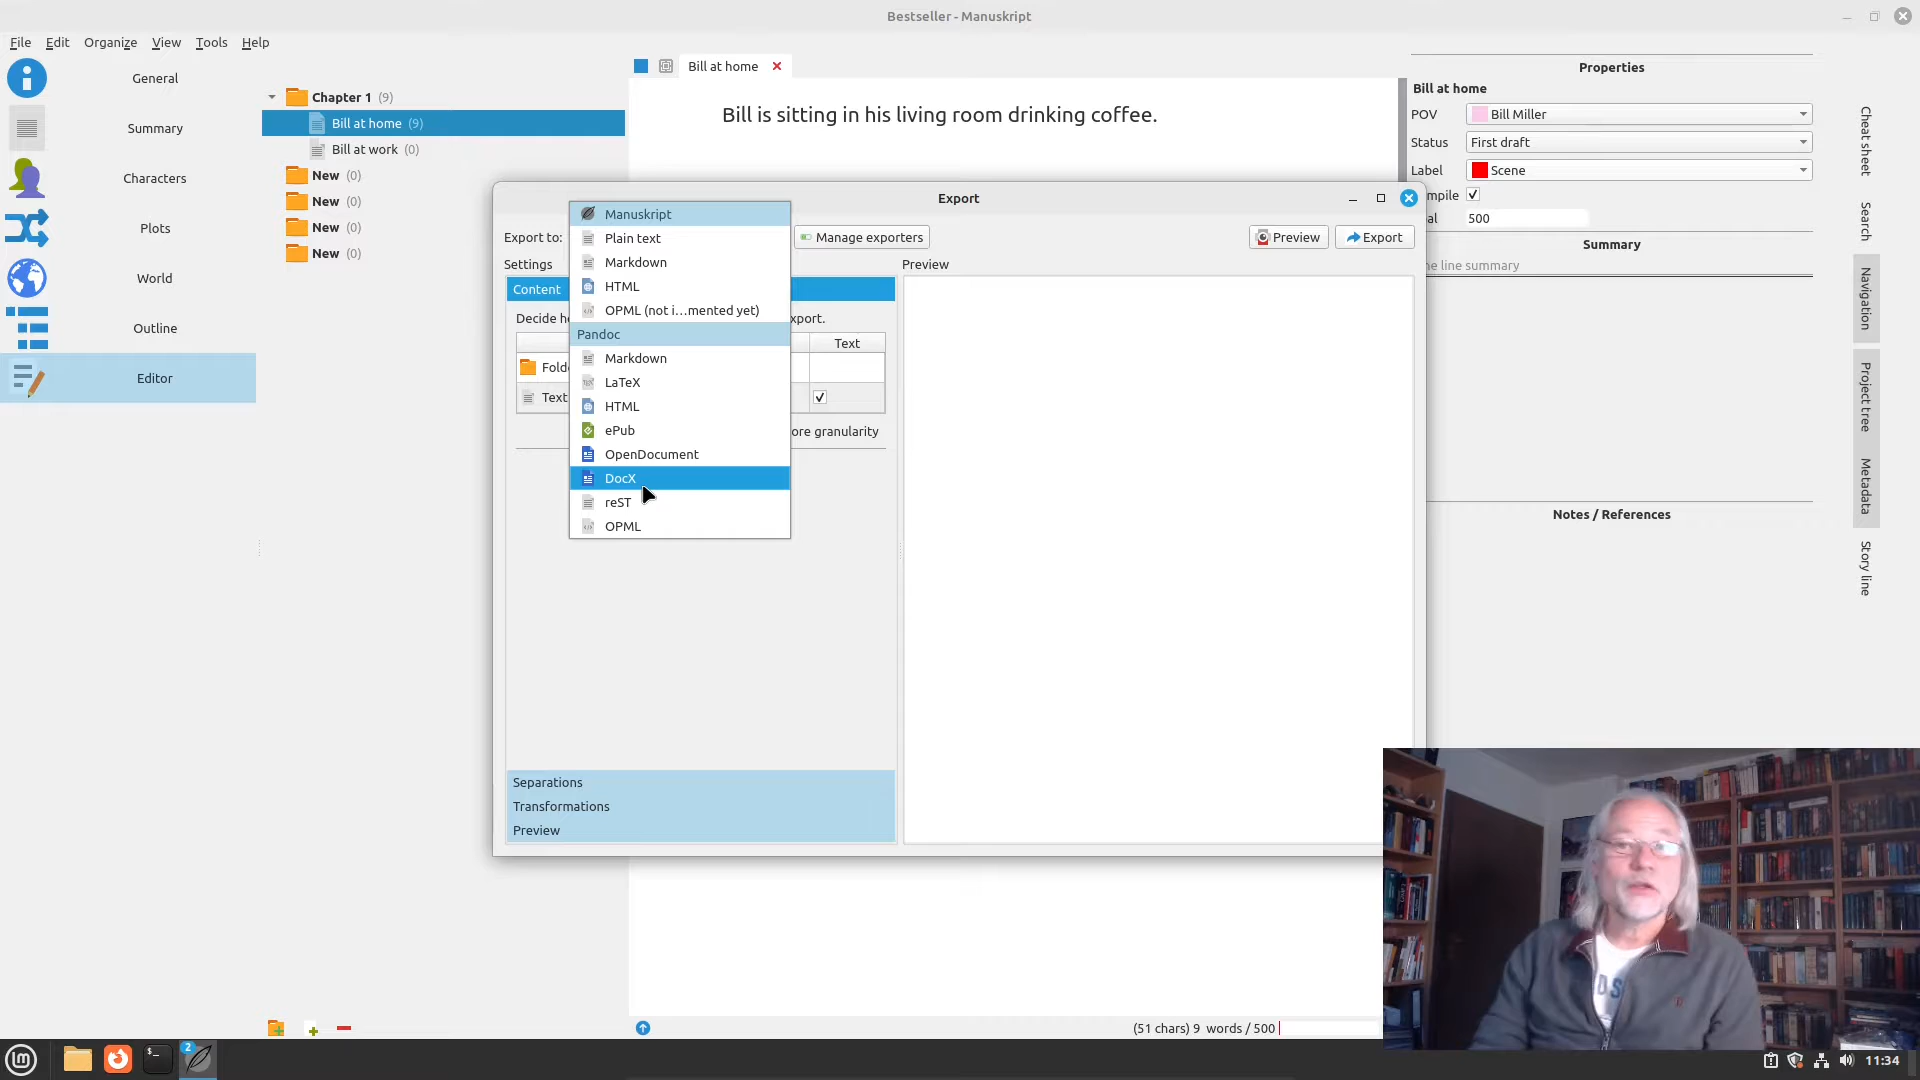 Bestseller - Manuskript
File Edit Organize View Tools Help
General
Summary
Characters
Plots
World
Outline
Editor
Chapter 1 (9)
Bill at home (9)
Bill at work (0)
New (0)
New (0)
New (0)
New (0)
Bill at home
Bill is sitting in his living room drinking coffee.
Export
Export to:
Manage exporters
Preview
Export
Settings
Preview
Content
Decide h
xport.
Text
Fold
Text
ore granularity
Manuskript
Plain text
Markdown
HTML
OPML (not i...mented yet)
Pandoc
Markdown
LaTeX
HTML
ePub
OpenDocument
DocX
reST
OPML
Separations
Transformations
Preview
Properties
Bill at home
POV Bill Miller
Status First draft
Label Scene
mpile
al 500
Summary
ne line summary
Notes / References
Cheat sheet
Search
Navigation
Project tree
Metadata
Story line
(51 chars) 9 words / 500
2
11:34